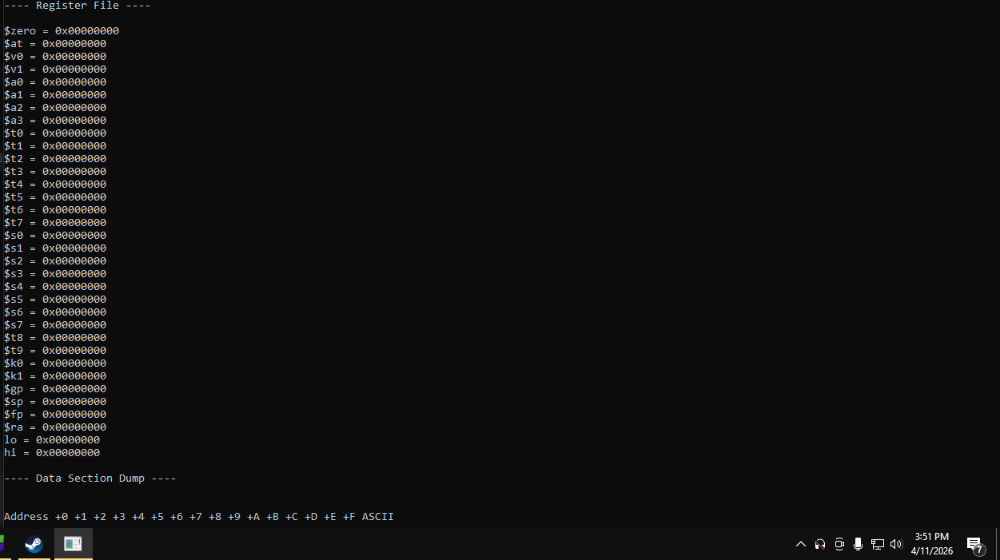 ---- Register File ----
$zero = 0x00000000
$at = 0x00000000
$v0 = 0x00000000
$v1 = 0x00000000
$a0 = 0x00000000
$a1 = 0x00000000
$a2 = 0x00000000
$a3 = 0x00000000
$t0 = 0x00000000
$t1 = 0x00000000
$t2 = 0x00000000
$t3 = 0x00000000
$t4 = 0x00000000
$t5 = 0x00000000
$t6 = 0x00000000
$t7 = 0x00000000
$s0 = 0x00000000
$s1 = 0x00000000
$s2 = 0x00000000
$s3 = 0x00000000
$s4 = 0x00000000
$s5 = 0x00000000
$s6 = 0x00000000
$s7 = 0x00000000
$t8 = 0x00000000
$t9 = 0x00000000
$k0 = 0x00000000
$k1 = 0x00000000
$gp = 0x00000000
$sp = 0x00000000
$fp = 0x00000000
$ra = 0x00000000
lo = 0x00000000
hi = 0x00000000
---- Data Section Dump ----
Address +0 +1 +2 +3 +4 +5 +6 +7 +8 +9 +A +B +C +D +E +F ASCII
3:51 PM
4/11/2026
7